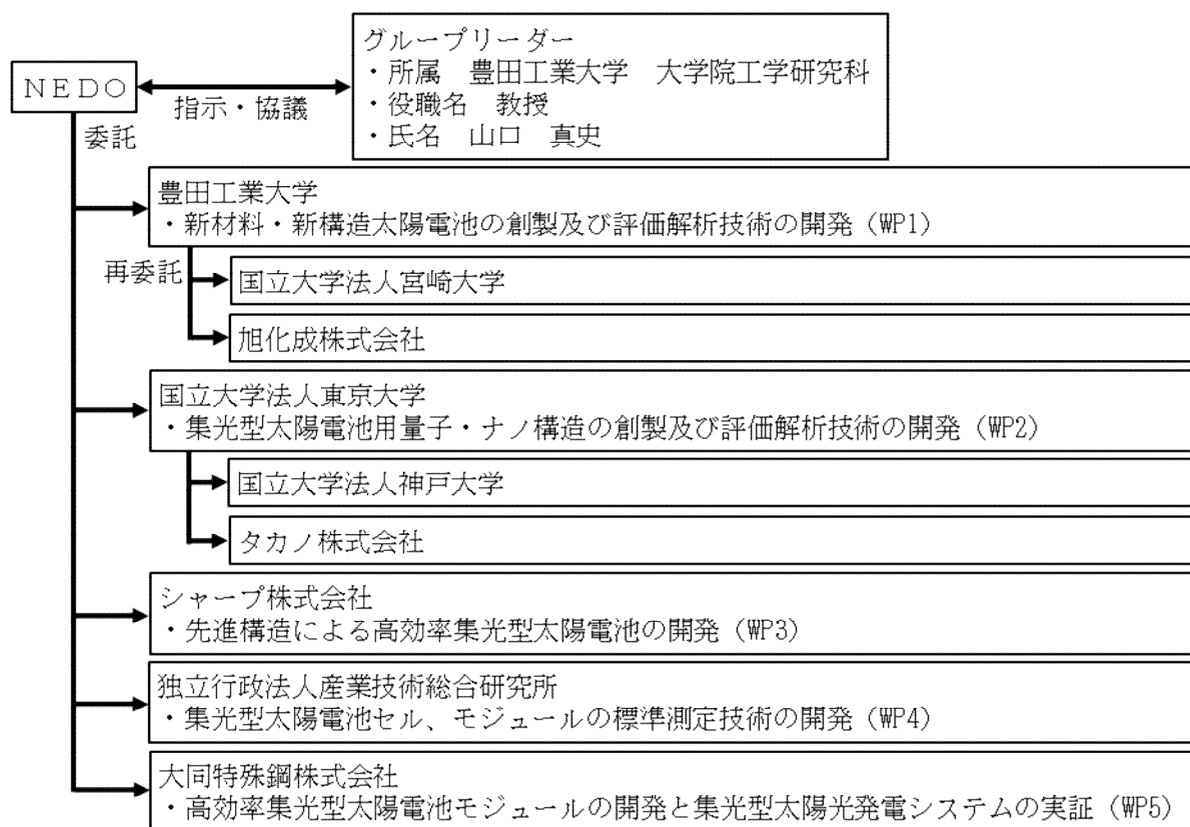 グループリーダー
・所属　豊田工業大学　大学院工学研究科
・役職名　教授
・氏名　山口　真史
ＮＥＤＯ
指示・協議
委託
豊田工業大学
・新材料・新構造太陽電池の創製及び評価解析技術の開発（WP1）
再委託
国立大学法人宮崎大学
旭化成株式会社
国立大学法人東京大学
・集光型太陽電池用量子・ナノ構造の創製及び評価解析技術の開発（WP2）
国立大学法人神戸大学
タカノ株式会社
シャープ株式会社
・先進構造による高効率集光型太陽電池の開発（WP3）
独立行政法人産業技術総合研究所
・集光型太陽電池セル、モジュールの標準測定技術の開発（WP4）
大同特殊鋼株式会社
・高効率集光型太陽電池モジュールの開発と集光型太陽光発電システムの実証（WP5）